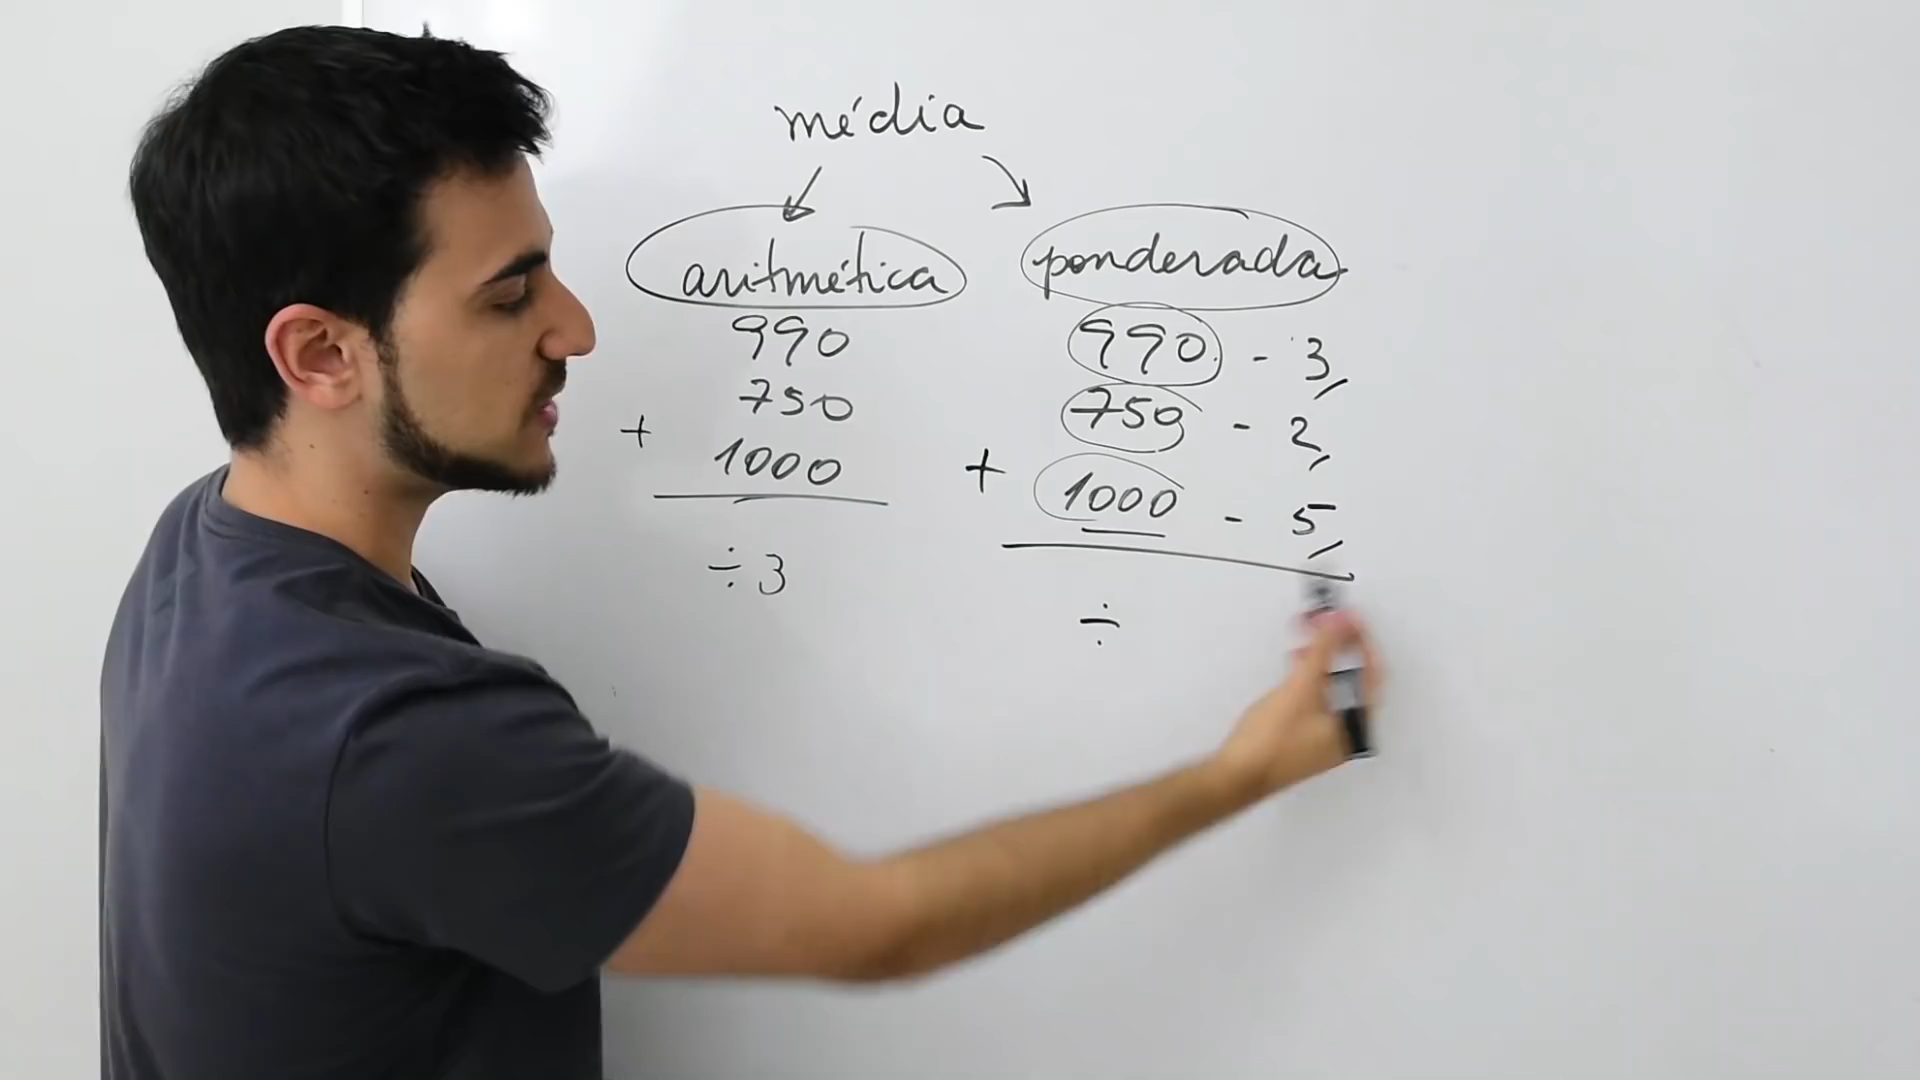 média
aritmética
990
750
+ 1000
÷ 3
ponderada
990 - 3
750 - 2
+ 1000 - 5
÷